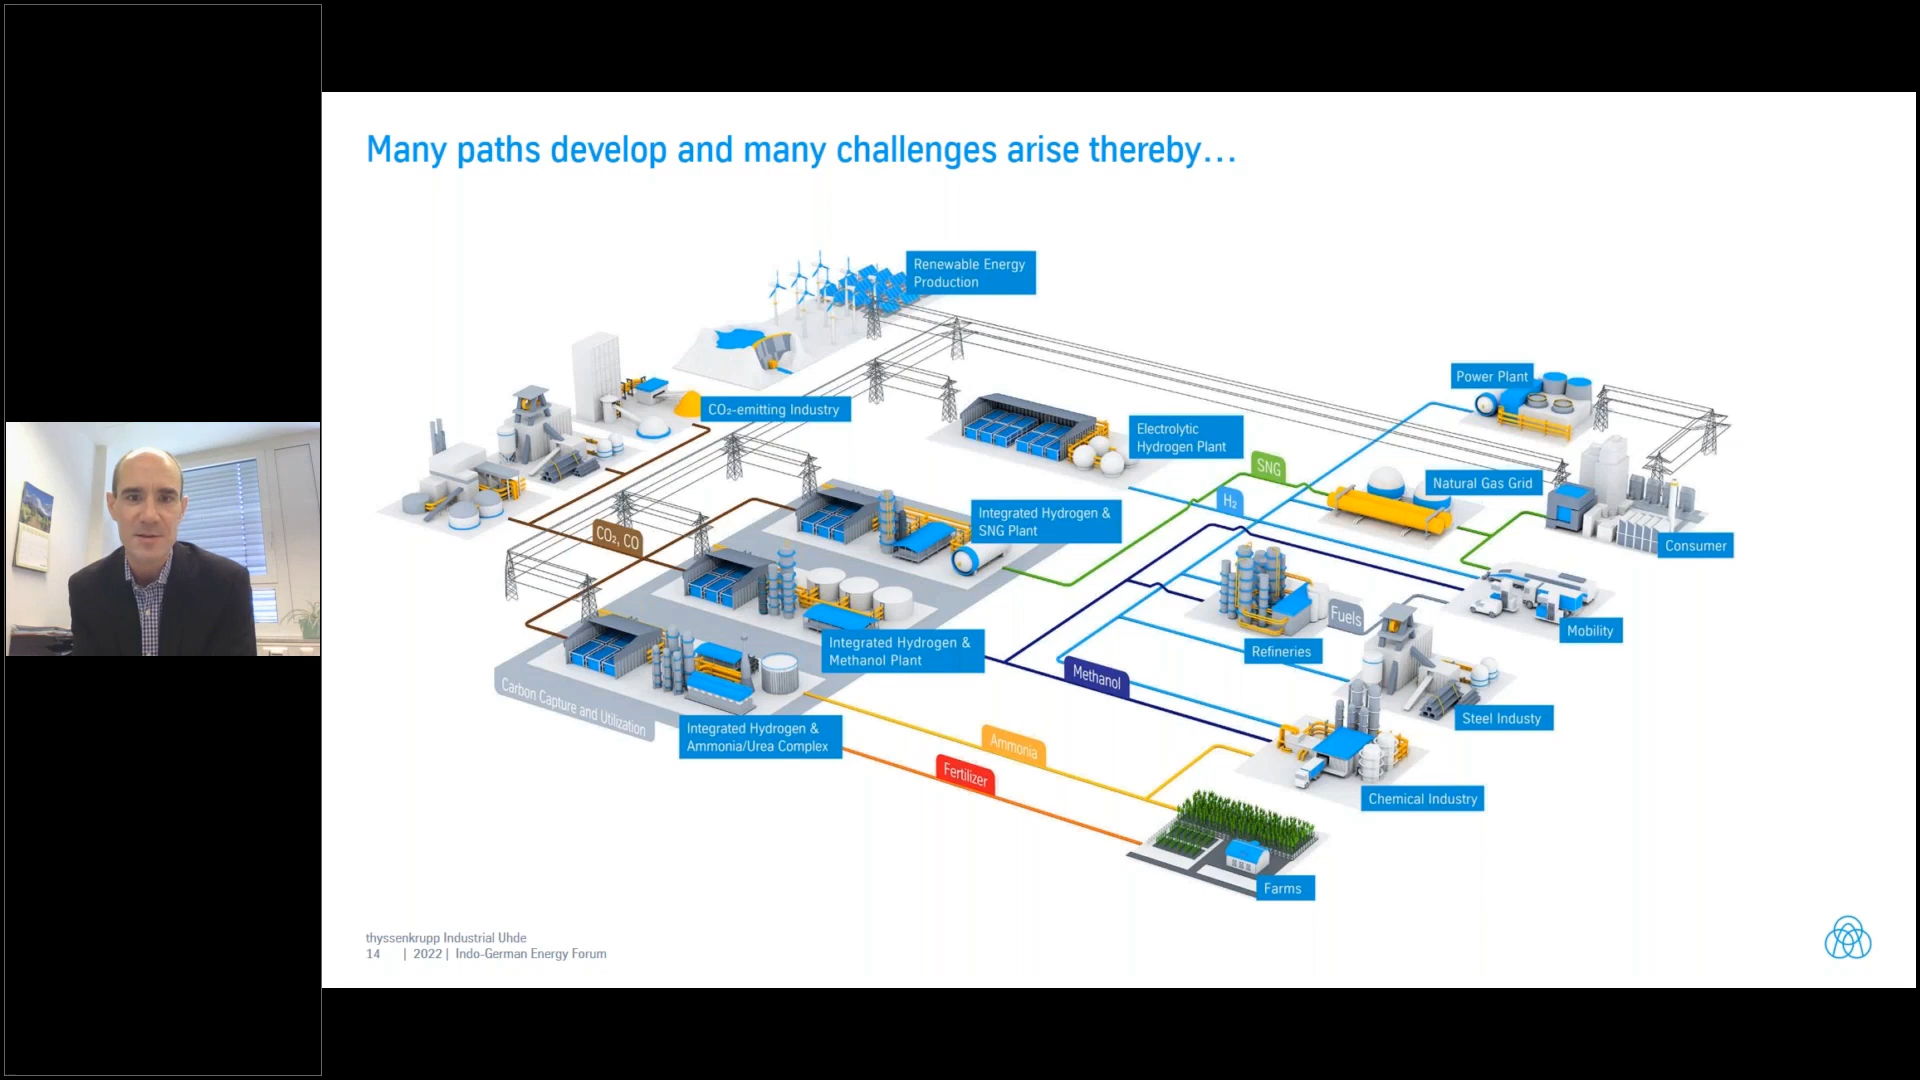 Many paths develop and many challenges arise thereby…
Renewable Energy
Production
Power Plant
CO₂-emitting Industry
Electrolytic
Hydrogen Plant
SNG
Natural Gas Grid
H₂
Integrated Hydrogen &
SNG Plant
CO₂, CO
Consumer
Fuels
Mobility
Integrated Hydrogen &
Methanol Plant
Refineries
Methanol
Carbon Capture and Utilization
Steel Industy
Integrated Hydrogen &
Ammonia/Urea Complex
Ammonia
Fertilizer
Chemical Industry
Farms
thyssenkrupp Industrial Uhde
14 | 2022 | Indo-German Energy Forum